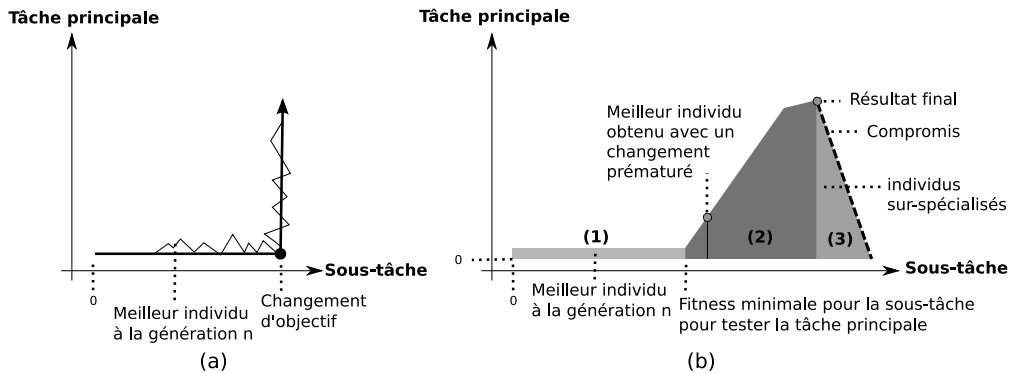 Tâche principale
Sous-tâche
0
Meilleur individu
à la génération n
Changement
d'objectif
(a)
Tâche principale
Meilleur individu
obtenu avec un
changement
prématuré
Résultat final
Compromis
individus
sur-spécialisés
(1)
(2)
(3)
0
Sous-tâche
0
Meilleur individu
à la génération n
Fitness minimale pour la sous-tâche
pour tester la tâche principale
(b)